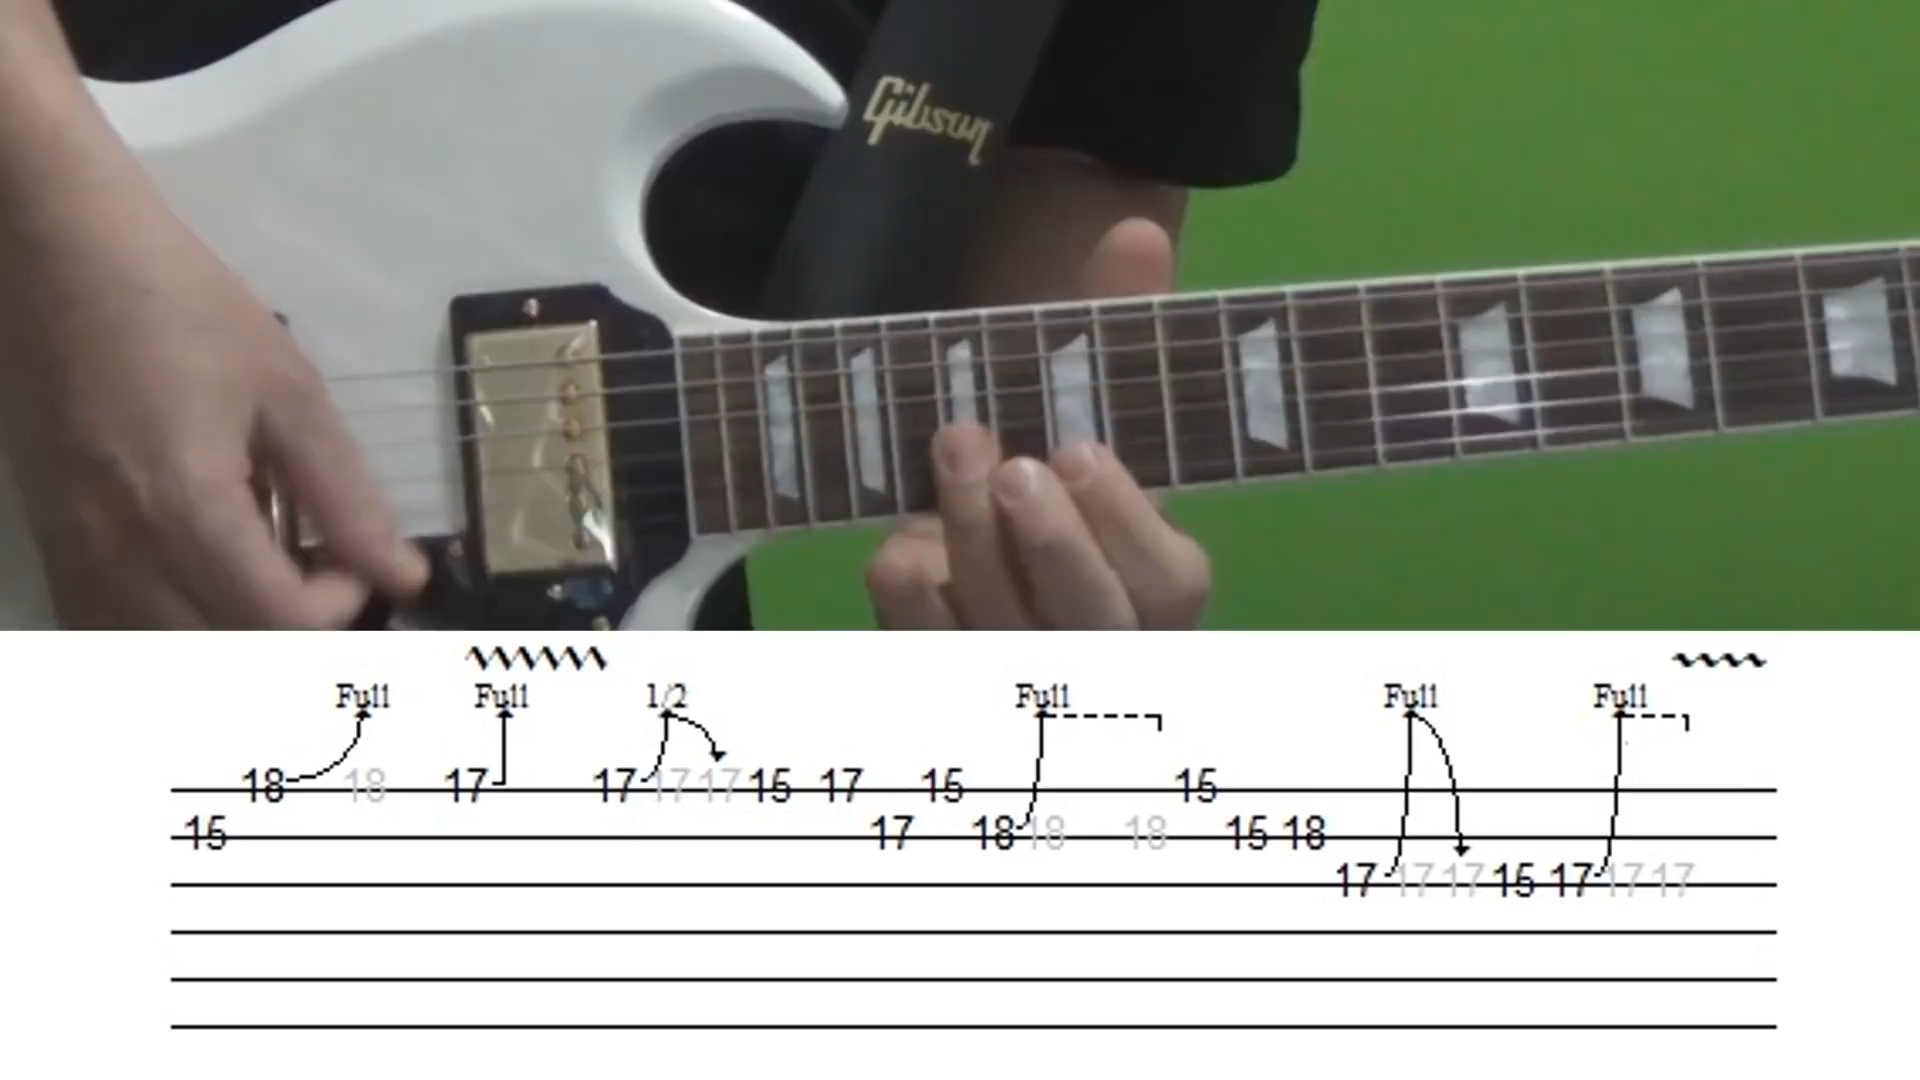 Gibson
Full Full 1/2 Full Full Full
18 18 17 17 17 17 15 17 15 15
15 17 18 18 18 15 18
17 17 17 15 17 17 17